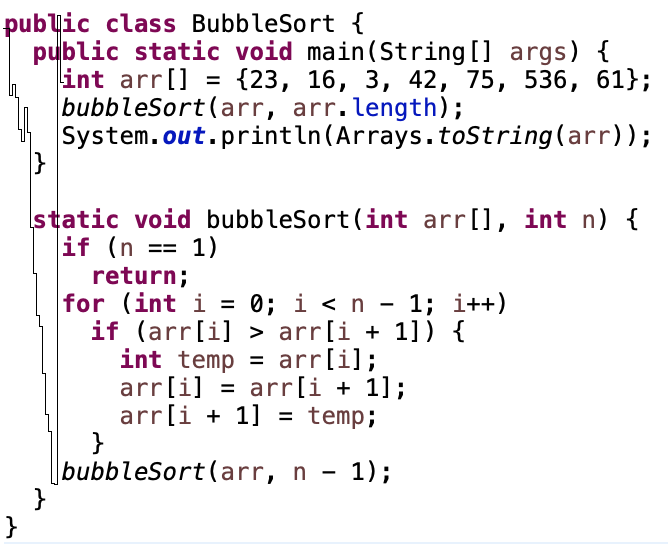 public class BubbleSort {
  public static void main(String[] args) {
    int arr[] = {23, 16, 3, 42, 75, 536, 61};
    bubbleSort(arr, arr.length);
    System.out.println(Arrays.toString(arr));
  }

  static void bubbleSort(int arr[], int n) {
    if (n == 1)
      return;
    for (int i = 0; i < n - 1; i++)
      if (arr[i] > arr[i + 1]) {
        int temp = arr[i];
        arr[i] = arr[i + 1];
        arr[i + 1] = temp;
      }
    bubbleSort(arr, n - 1);
  }
}